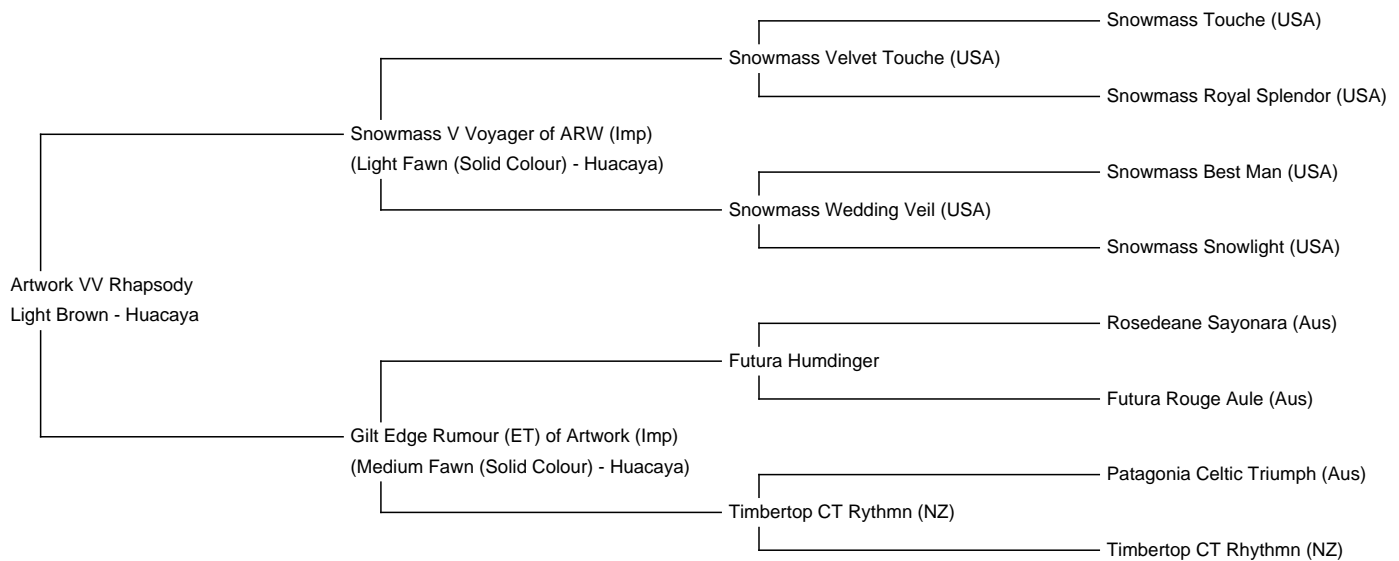 Snowmass Touche (USA)
Snowmass Velvet Touche (USA)
Snowmass Royal Splendor (USA)
Snowmass V Voyager of ARW (Imp)
(Light Fawn (Solid Colour) - Huacaya)
Snowmass Best Man (USA)
Snowmass Wedding Veil (USA)
Snowmass Snowlight (USA)
Artwork VV Rhapsody
Light Brown - Huacaya
Rosedeane Sayonara (Aus)
Futura Humdinger
Futura Rouge Aule (Aus)
Gilt Edge Rumour (ET) of Artwork (Imp)
(Medium Fawn (Solid Colour) - Huacaya)
Patagonia Celtic Triumph (Aus)
Timbertop CT Rythmn (NZ)
Timbertop CT Rhythmn (NZ)